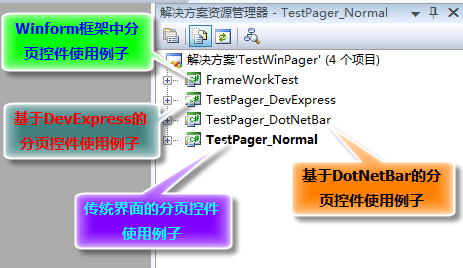 解决方案资源管理器 - TestPager_Normal
解决方案'TestWinPager' (4 个项目)
FrameWorkTest
TestPager_DevExpress
TestPager_DotNetBar
TestPager_Normal
Winform框架中分
页控件使用例子
基于DevExpress的
分页控件使用例子
传统界面的分页控件
使用例子
基于DotNetBar的分
页控件使用例子